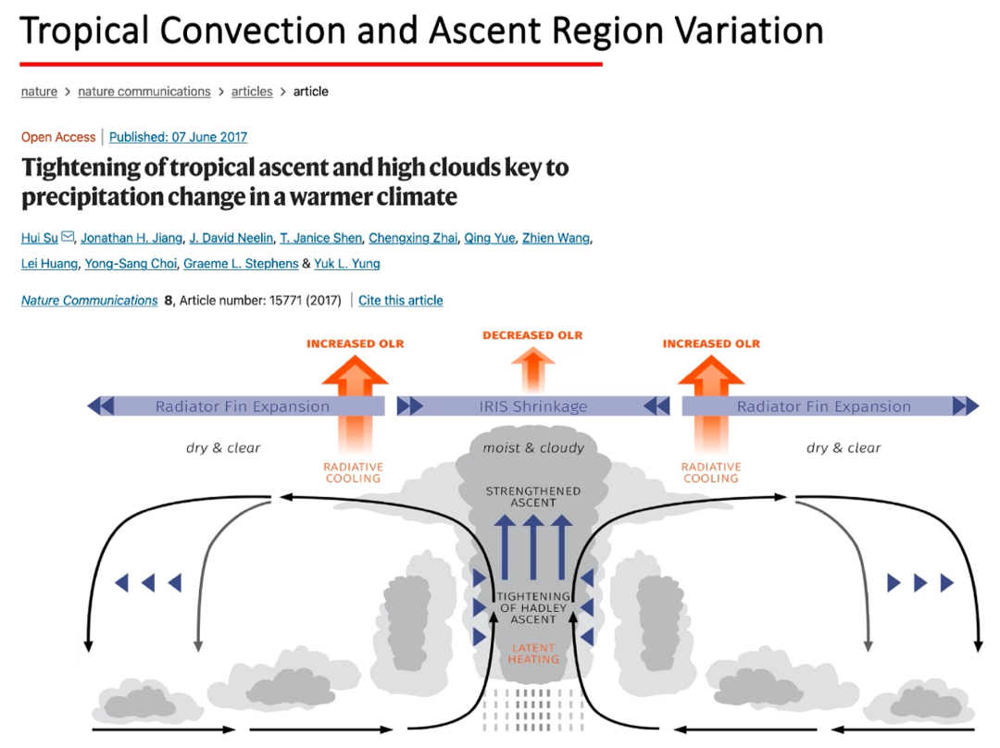 Tropical Convection and Ascent Region Variation
nature > nature communications > articles > article
Open Access | Published: 07 June 2017
Tightening of tropical ascent and high clouds key to
precipitation change in a warmer climate
Hui Su, Jonathan H. Jiang, J. David Neelin, T. Janice Shen, Chengxing Zhai, Qing Yue, Zhien Wang,
Lei Huang, Yong-Sang Choi, Graeme L. Stephens & Yuk L. Yung
Nature Communications 8, Article number: 15771 (2017) | Cite this article
INCREASED OLR
DECREASED OLR
INCREASED OLR
Radiator Fin Expansion
IRIS Shrinkage
Radiator Fin Expansion
dry & clear
moist & cloudy
dry & clear
RADIATIVE
COOLING
RADIATIVE
COOLING
STRENGTHENED
ASCENT
TIGHTENING
OF HADLEY
ASCENT
LATENT
HEATING